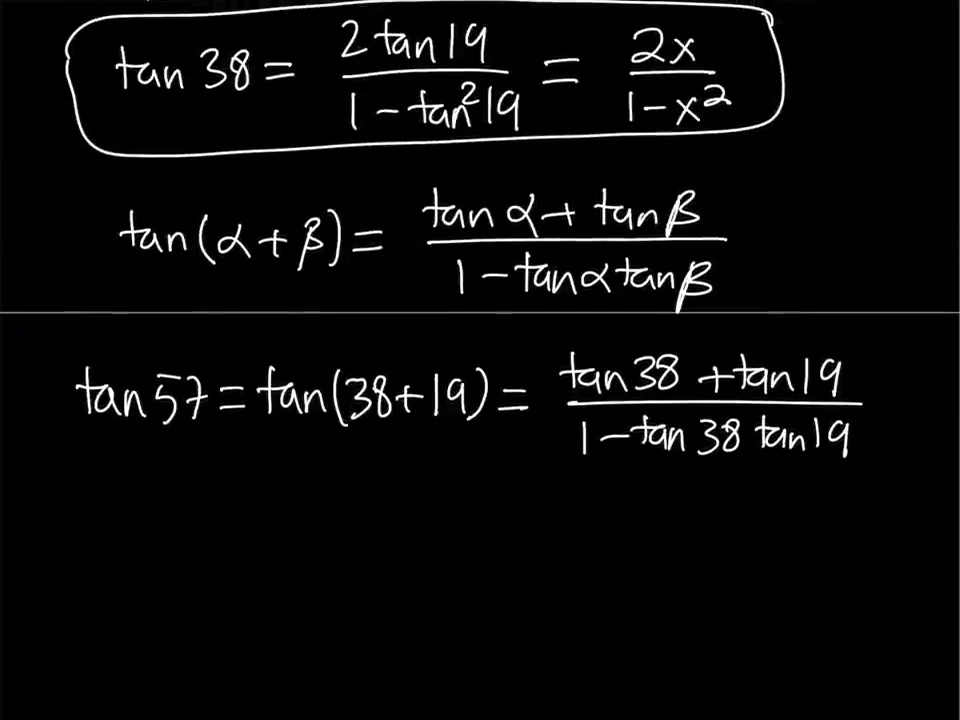 tan 38 = 2 tan 19 / 1 - tan² 19 = 2x / 1 - x²
tan(α + β) = tan α + tan β / 1 - tan α tan β
tan 57 = tan(38 + 19) = tan 38 + tan 19 / 1 - tan 38 tan 19